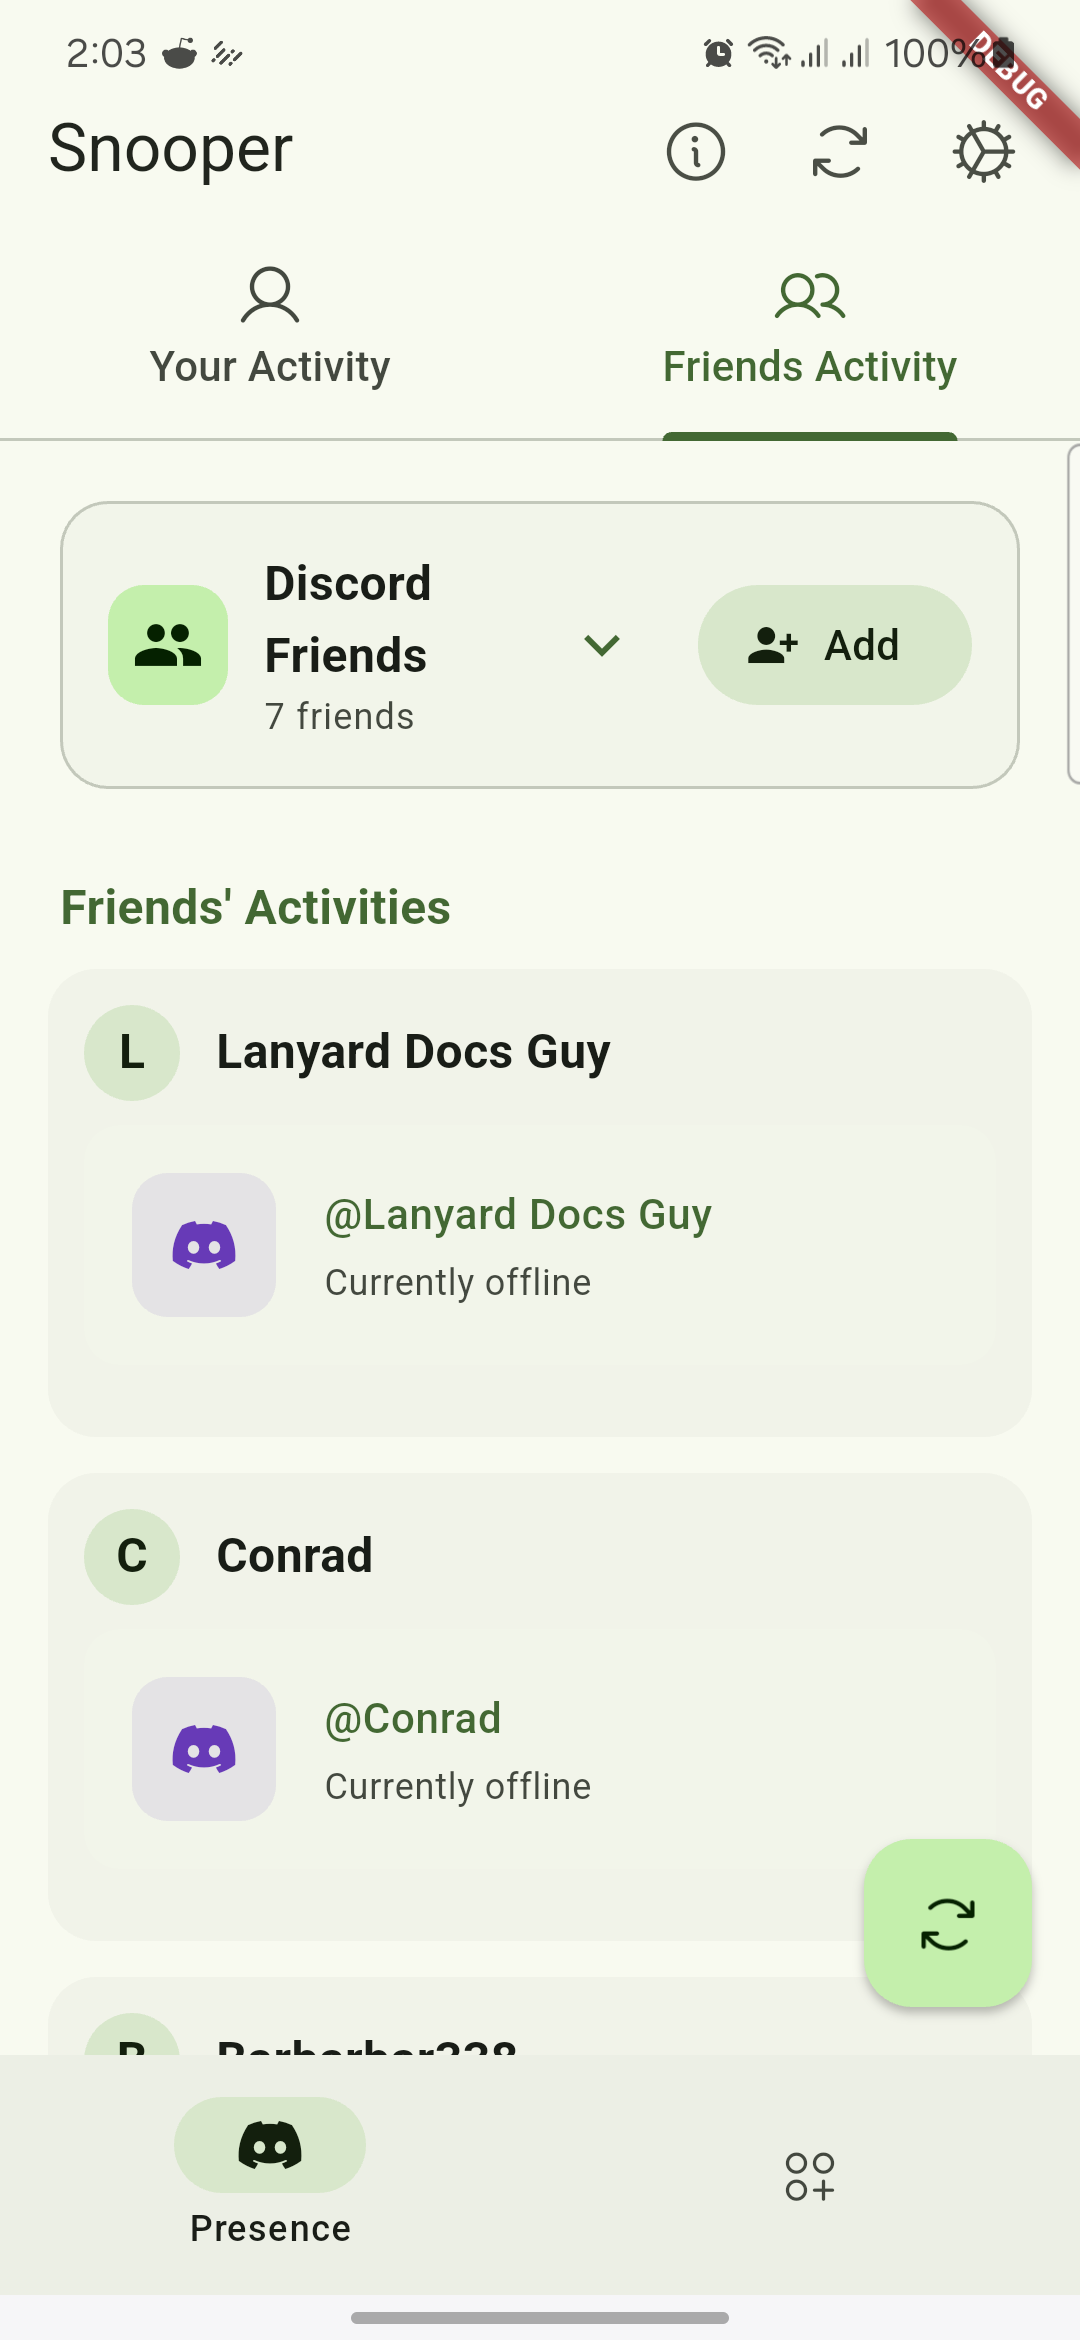 2:03
100%
DEBUG
Snooper
Your Activity
Friends Activity
Discord
Friends
7 friends
Add
Friends' Activities
L
Lanyard Docs Guy
@Lanyard Docs Guy
Currently offline
C
Conrad
@Conrad
Currently offline
Presence